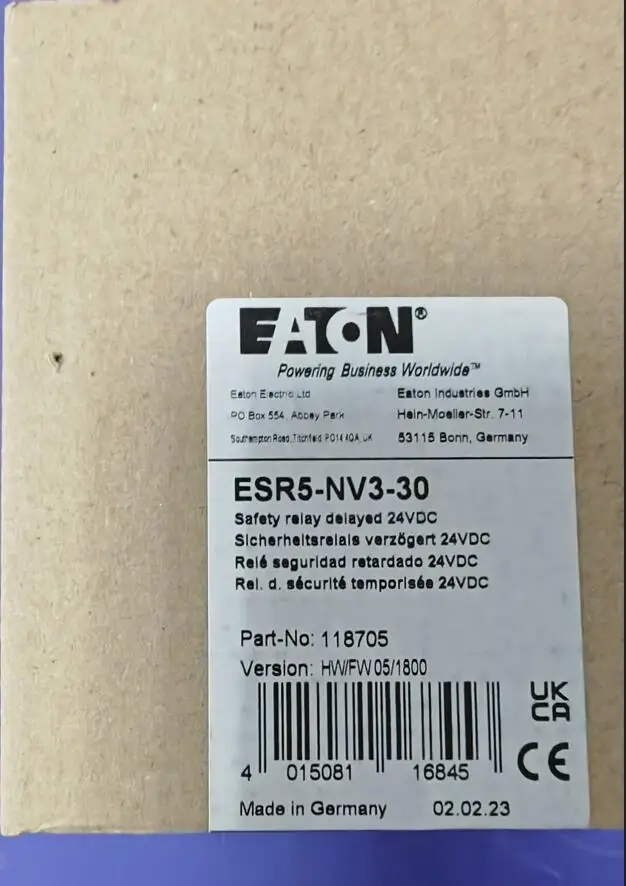 EATON®
Powering Business Worldwide™
Eaton Electric Ltd
Eaton Industries GmbH
PO Box 554, Abbey Park
Hein-Moeller-Str. 7-11
Southampton Road, Titchfield, PO14 4QA, UK
53115 Bonn, Germany
ESR5-NV3-30
Safety relay delayed 24VDC
Sicherheitsrelais verzögert 24VDC
Relé seguridad retardado 24VDC
Rel. d. sécurité temporisée 24VDC
Part-No: 118705
Version: HW/FW 05/1800
UK
CA
4 015081 16845
CE
Made in Germany 02.02.23